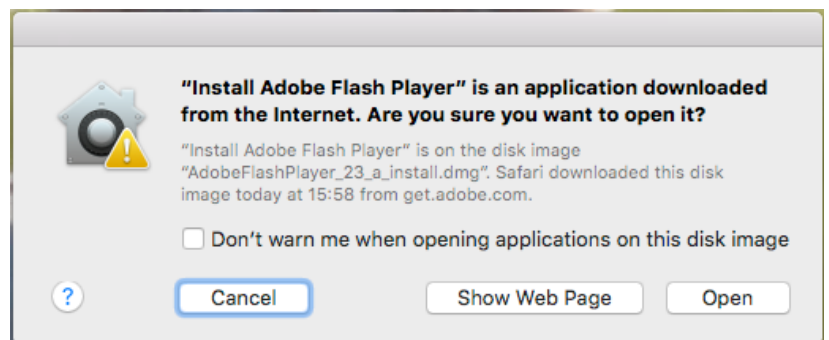 “Install Adobe Flash Player” is an application downloaded
from the Internet. Are you sure you want to open it?
“Install Adobe Flash Player” is on the disk image
“AdobeFlashPlayer_23_a_install.dmg”. Safari downloaded this disk
image today at 15:58 from get.adobe.com.
Don’t warn me when opening applications on this disk image
? Cancel Show Web Page Open